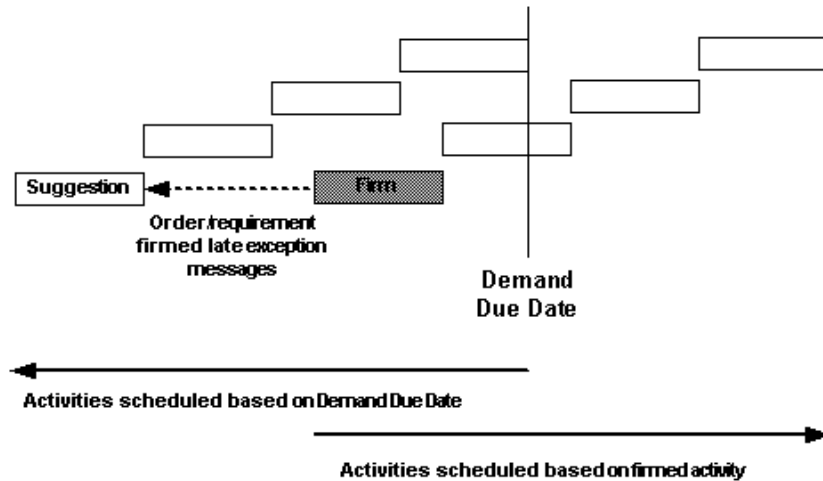 Suggestion
Firm
Order/requirement
firmed late exception
messages
Demand
Due Date
Activities scheduled based on Demand Due Date
Activities scheduled based on firmed activity